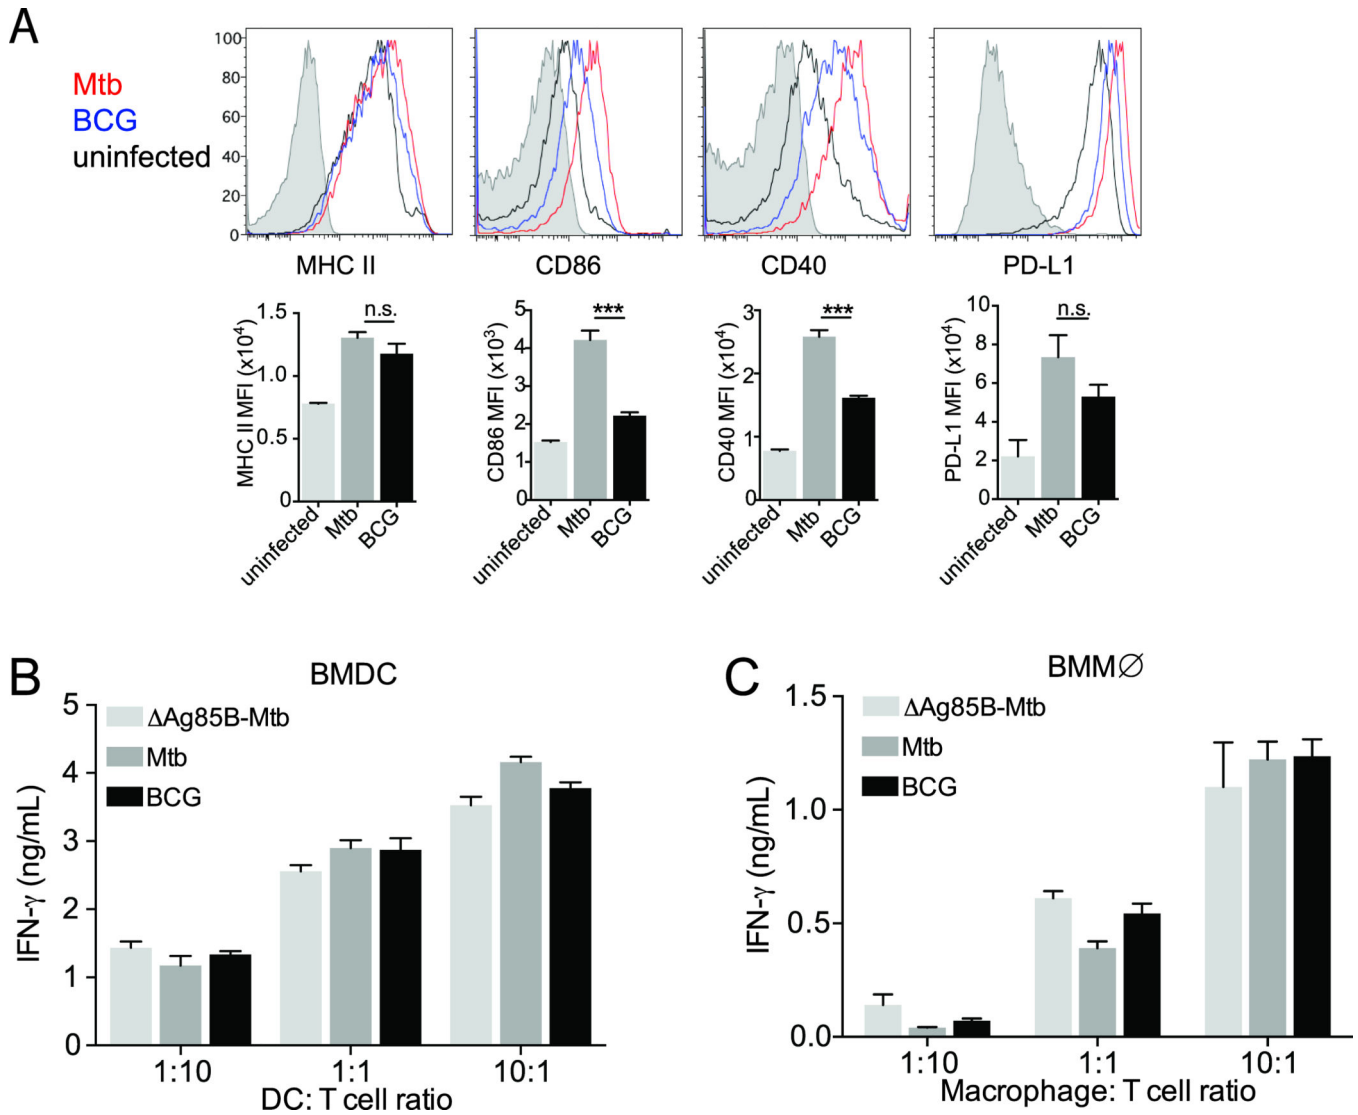 A
Mtb
BCG
uninfected
100
80
60
40
20
0
MHC II
CD86
CD40
PD-L1
MHC II MFI (x10⁴)
1.5
1.0
0.5
0
n.s.
uninfected
Mtb
BCG
CD86 MFI (x10³)
5
4
3
2
1
0
***
uninfected
Mtb
BCG
CD40 MFI (x10⁴)
3
2
1
0
***
uninfected
Mtb
BCG
PD-L1 MFI (x10⁴)
10
8
6
4
2
0
n.s.
uninfected
Mtb
BCG
B
BMDC
ΔAg85B-Mtb
Mtb
BCG
IFN-γ (ng/mL)
5
4
3
2
1
0
1:10
1:1
10:1
DC: T cell ratio
C
BMM∅
ΔAg85B-Mtb
Mtb
BCG
IFN-γ (ng/mL)
1.5
1.0
0.5
0.0
1:10
1:1
10:1
Macrophage: T cell ratio